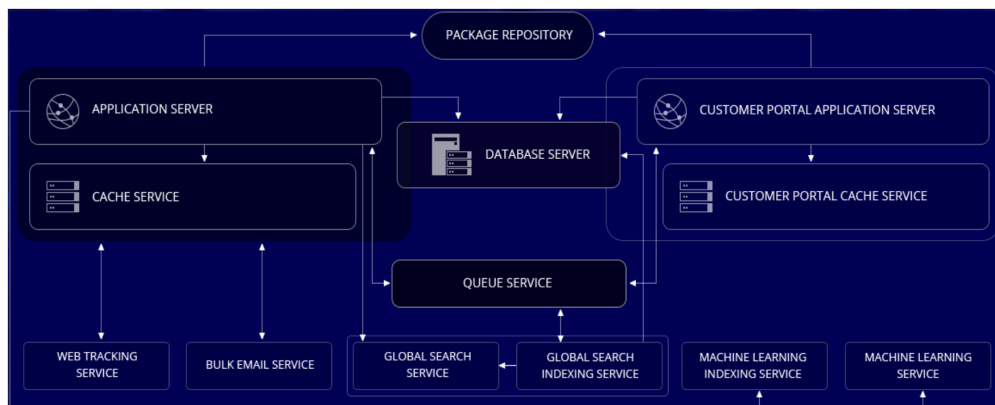 PACKAGE REPOSITORY
APPLICATION SERVER
CUSTOMER PORTAL APPLICATION SERVER
DATABASE SERVER
CACHE SERVICE
CUSTOMER PORTAL CACHE SERVICE
QUEUE SERVICE
WEB TRACKING
SERVICE
BULK EMAIL SERVICE
GLOBAL SEARCH
SERVICE
GLOBAL SEARCH
INDEXING SERVICE
MACHINE LEARNING
INDEXING SERVICE
MACHINE LEARNING
SERVICE